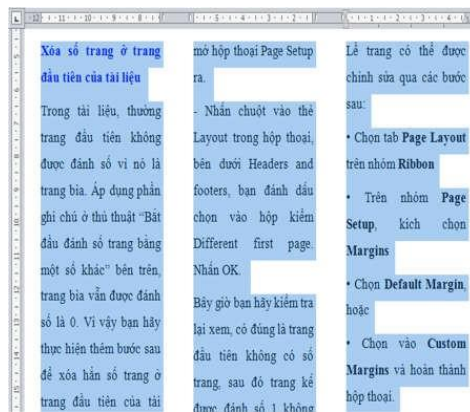 Xóa số trang ở trang
đầu tiên của tài liệu
Trong tài liệu, thường
trang đầu tiên không
được đánh số vì nó là
trang bìa. Áp dụng phần
ghi chú ở thủ thuật "Bắt
đầu đánh số trang bằng
một số khác" bên trên,
trang bìa vẫn được đánh
số là 0. Vì vậy bạn hãy
thực hiện thêm bước sau
để xóa hẳn số trang ở
trang đầu tiên của tài
mở hộp thoại Page Setup
ra.
- Nhấn chuột vào thẻ
Layout trong hộp thoại,
bên dưới Headers and
footers, bạn đánh dấu
chọn vào hộp kiểm
Different first page.
Nhấn OK.
Bây giờ bạn hãy kiểm tra
lại xem, có đúng là trang
đầu tiên không có số
trang, sau đó trang kế
được đánh số 1 không
Lề trang có thể được
chỉnh sửa qua các bước
sau:
• Chọn tab Page Layout
trên nhóm Ribbon
• Trên nhóm Page
Setup, kích chọn
Margins
• Chọn Default Margin,
hoặc
• Chọn vào Custom
Margins và hoàn thành
hộp thoại.